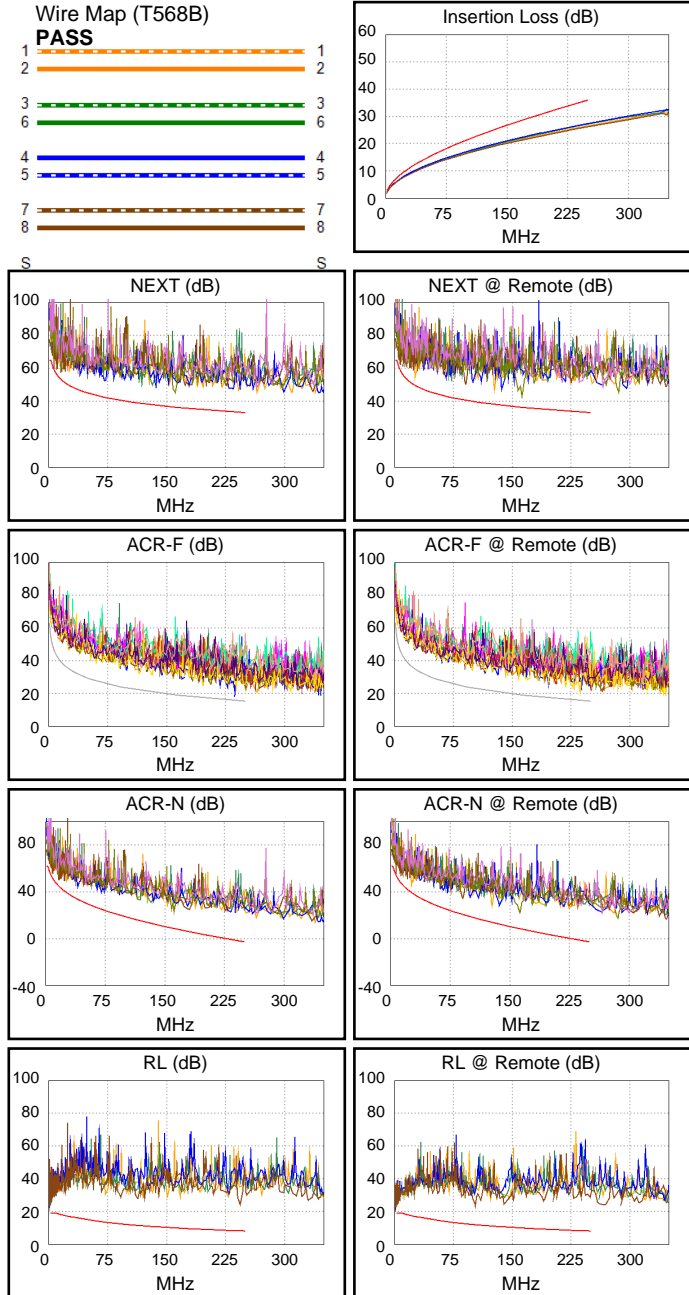 Wire Map (T568B)
PASS
1 1
2 2
3 3
6 6
4 4
5 5
7 7
8 8
S S
Insertion Loss (dB)
60
50
40
30
20
10
0
0 75 150 225 300
MHz
NEXT (dB)
100
80
60
40
20
0
0 75 150 225 300
MHz
NEXT @ Remote (dB)
100
80
60
40
20
0
0 75 150 225 300
MHz
ACR-F (dB)
100
80
60
40
20
0
0 75 150 225 300
MHz
ACR-F @ Remote (dB)
100
80
60
40
20
0
0 75 150 225 300
MHz
ACR-N (dB)
80
40
0
-40
0 75 150 225 300
MHz
ACR-N @ Remote (dB)
80
40
0
-40
0 75 150 225 300
MHz
RL (dB)
100
80
60
40
20
0
0 75 150 225 300
MHz
RL @ Remote (dB)
100
80
60
40
20
0
0 75 150 225 300
MHz